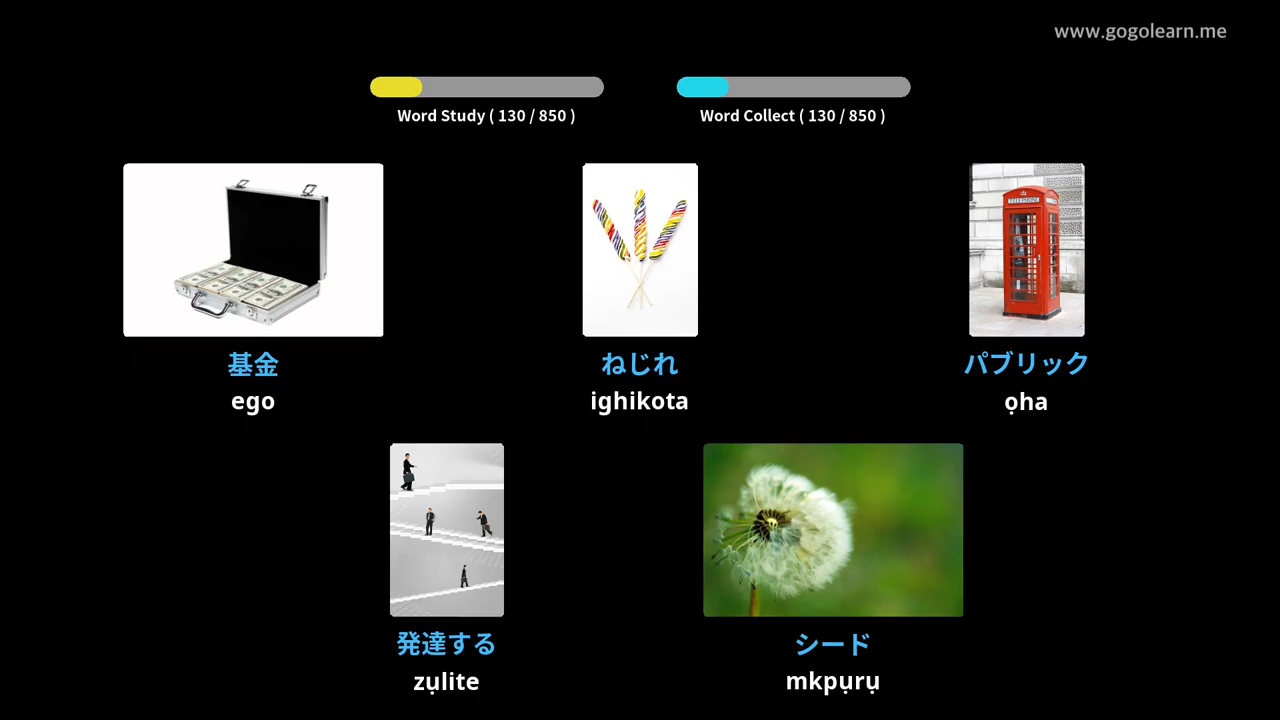 www.gogolearn.me
Word Study ( 130 / 850 )
Word Collect ( 130 / 850 )
TELEPHONE
基金
ego
ねじれ
ighikota
パブリック
ọha
発達する
zụlite
シード
mkpụrụ